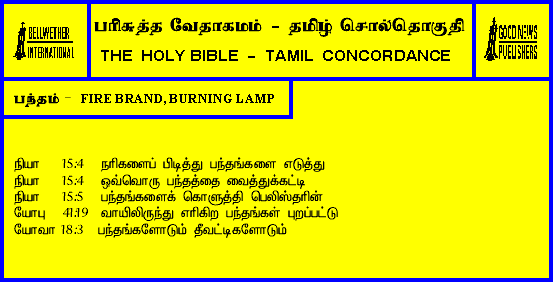 BELLWETHER
INTERNATIONAL
பரிசுத்த வேதாகமம் - தமிழ் சொல்தொகுதி
THE HOLY BIBLE - TAMIL CONCORDANCE
GOOD NEWS
PUBLISHERS
பந்தம் - FIRE BRAND, BURNING LAMP
நியா 15:4 நரிகளைப் பிடித்து பந்தங்களை எடுத்து
நியா 15:4 ஒவ்வொரு பந்தத்தை வைத்துக்கட்டி
நியா 15:5 பந்தங்களைக் கொளுத்தி பெலிஸ்தரின்
யோபு 41:19 வாயிலிருந்து எரிகிற பந்தங்கள் புறப்பட்டு
யோவா 18:3 பந்தங்களோடும் தீவட்டிகளோடும்